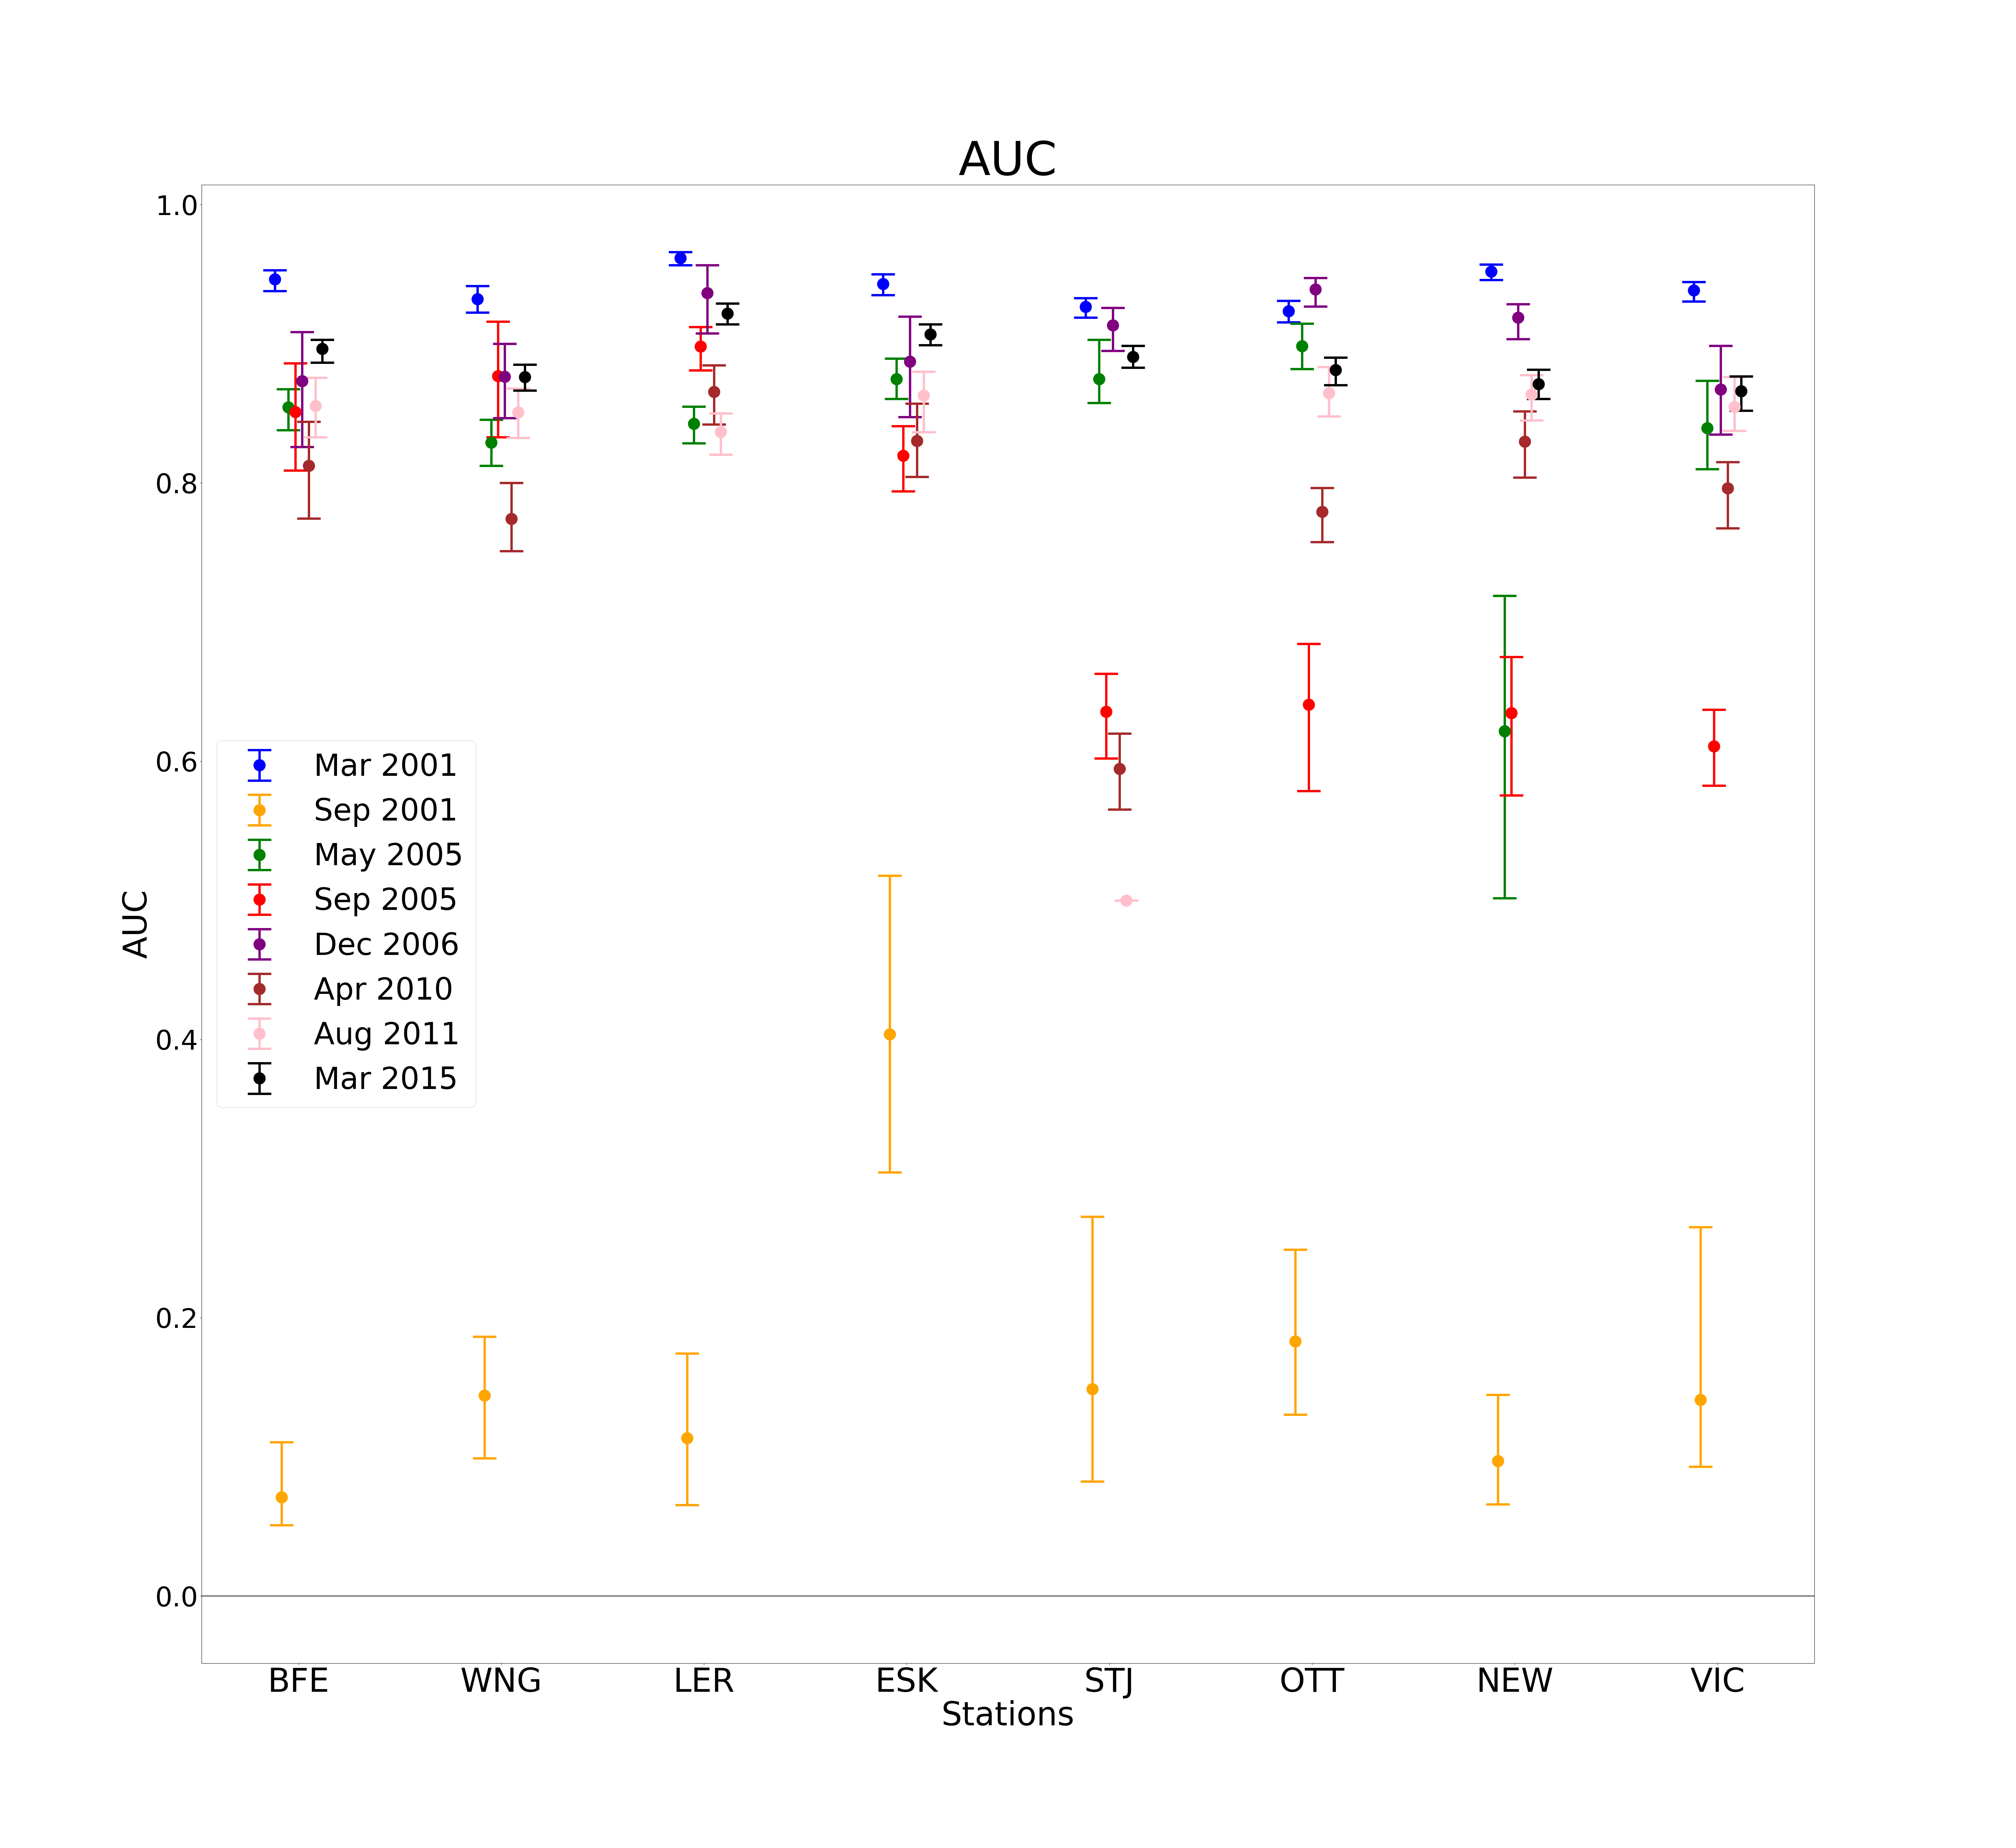 AUC
1.0
0.8
0.6
0.4
0.2
0.0
AUC
Mar 2001
Sep 2001
May 2005
Sep 2005
Dec 2006
Apr 2010
Aug 2011
Mar 2015
BFE WNG LER ESK STJ OTT NEW VIC
Stations